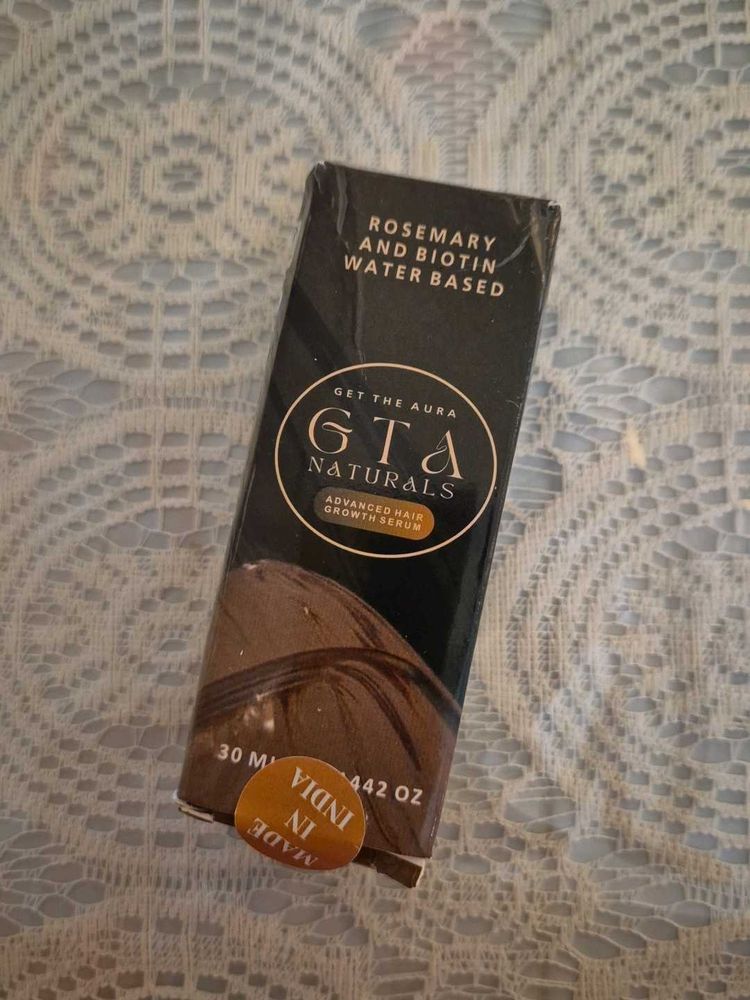 ROSEMARY
AND BIOTIN
WATER BASED
GET THE AURA
GTA
NATURALS
ADVANCED HAIR
GROWTH SERUM
30 442 OZ
MADE
IN
INDIA